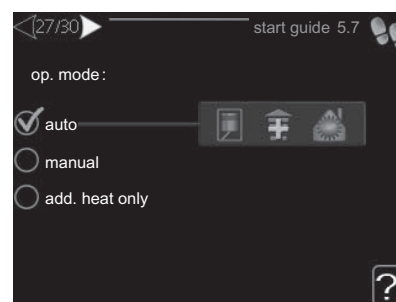 27/30 start guide 5.7
op. mode:
auto
manual
add. heat only
?